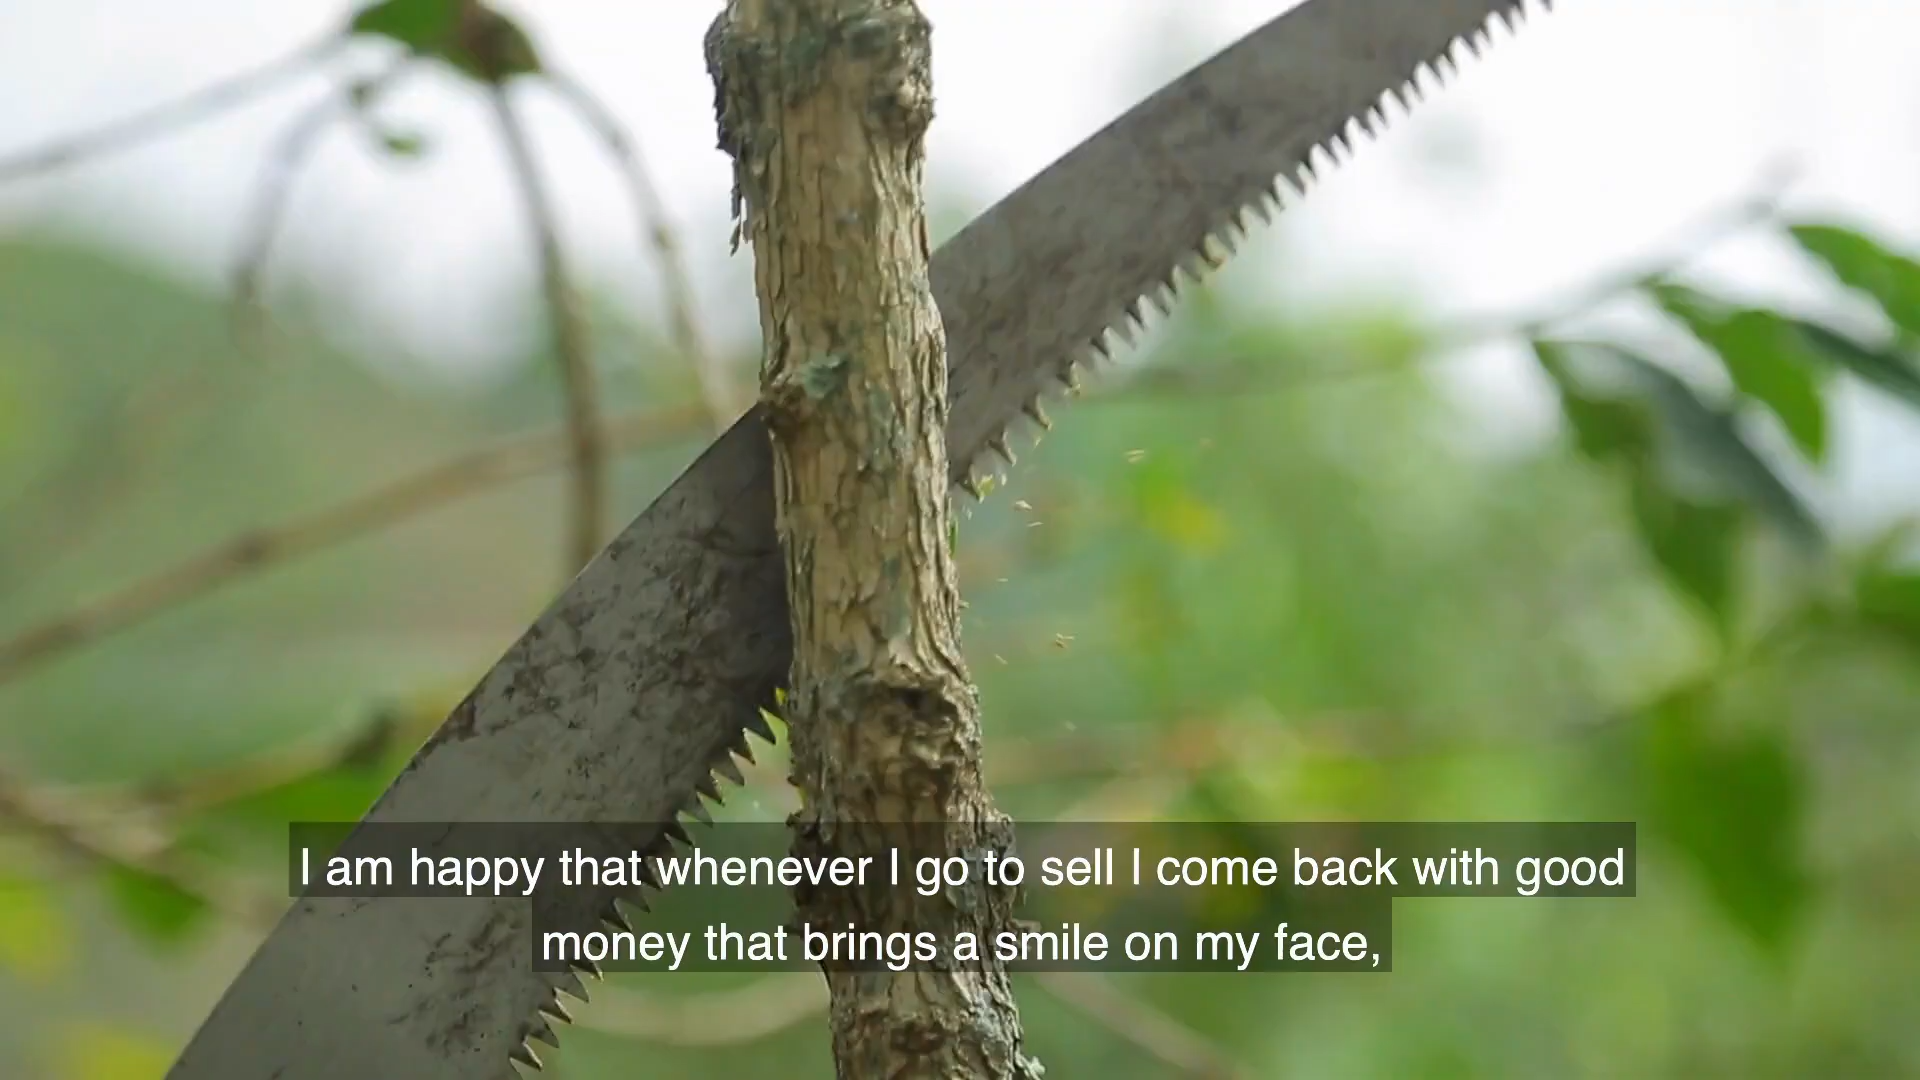 I am happy that whenever I go to sell I come back with good
money that brings a smile on my face,